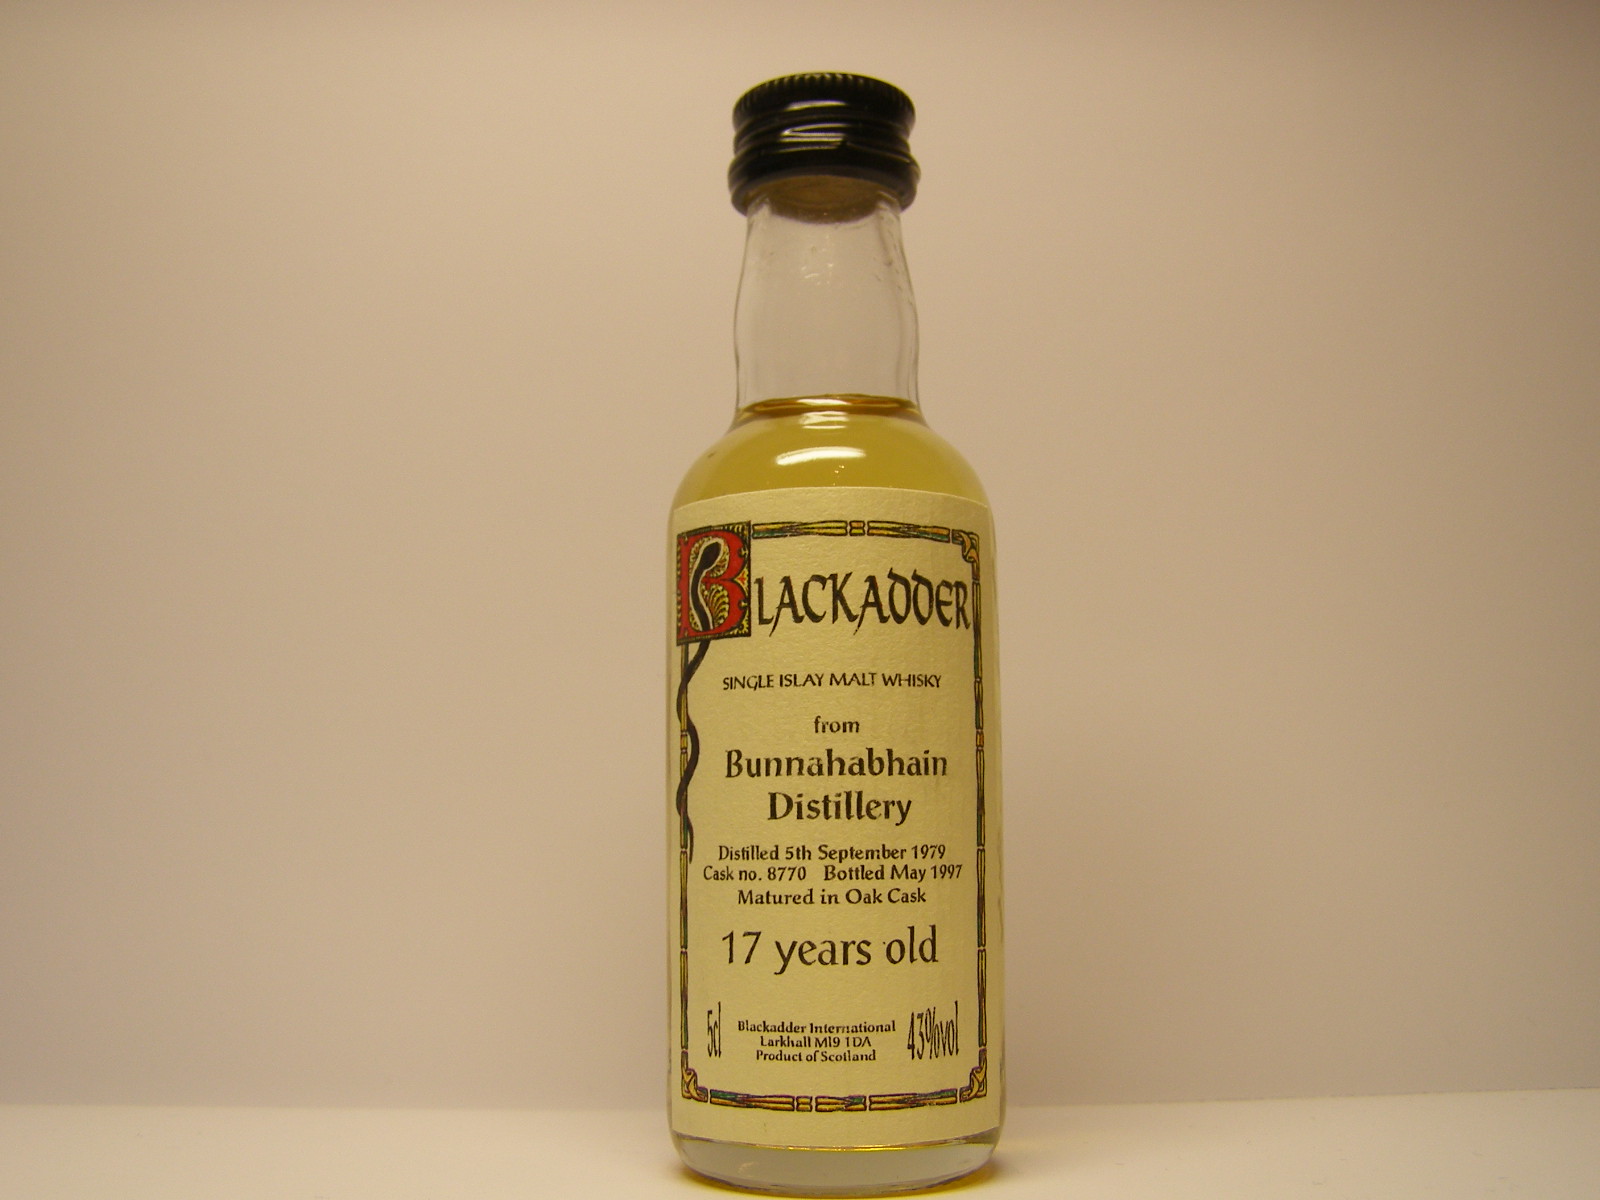 BLACKADDER
SINGLE ISLAY MALT WHISKY
from
Bunnahabhain
Distillery
Distilled 5th September 1979
Cask no. 8770 Bottled May 1997
Matured in Oak Cask
17 years old
5cl
Blackadder International
Larkhall Ml9 1DA
Product of Scotland
43%vol